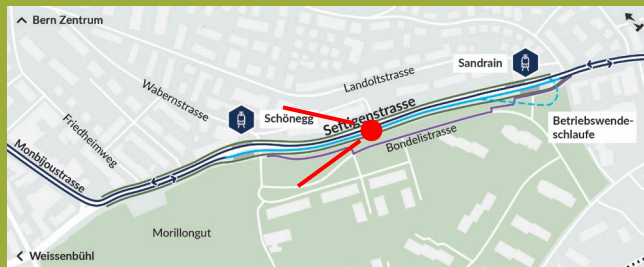 Bern Zentrum
Sandrain
Landoltstrasse
Wabernstrasse
Schönegg
Seftigenstrasse
Betriebswende-
schlaufe
Friedheimweg
Bondelistrasse
Monbijoustrasse
Morillongut
Weissenbühl